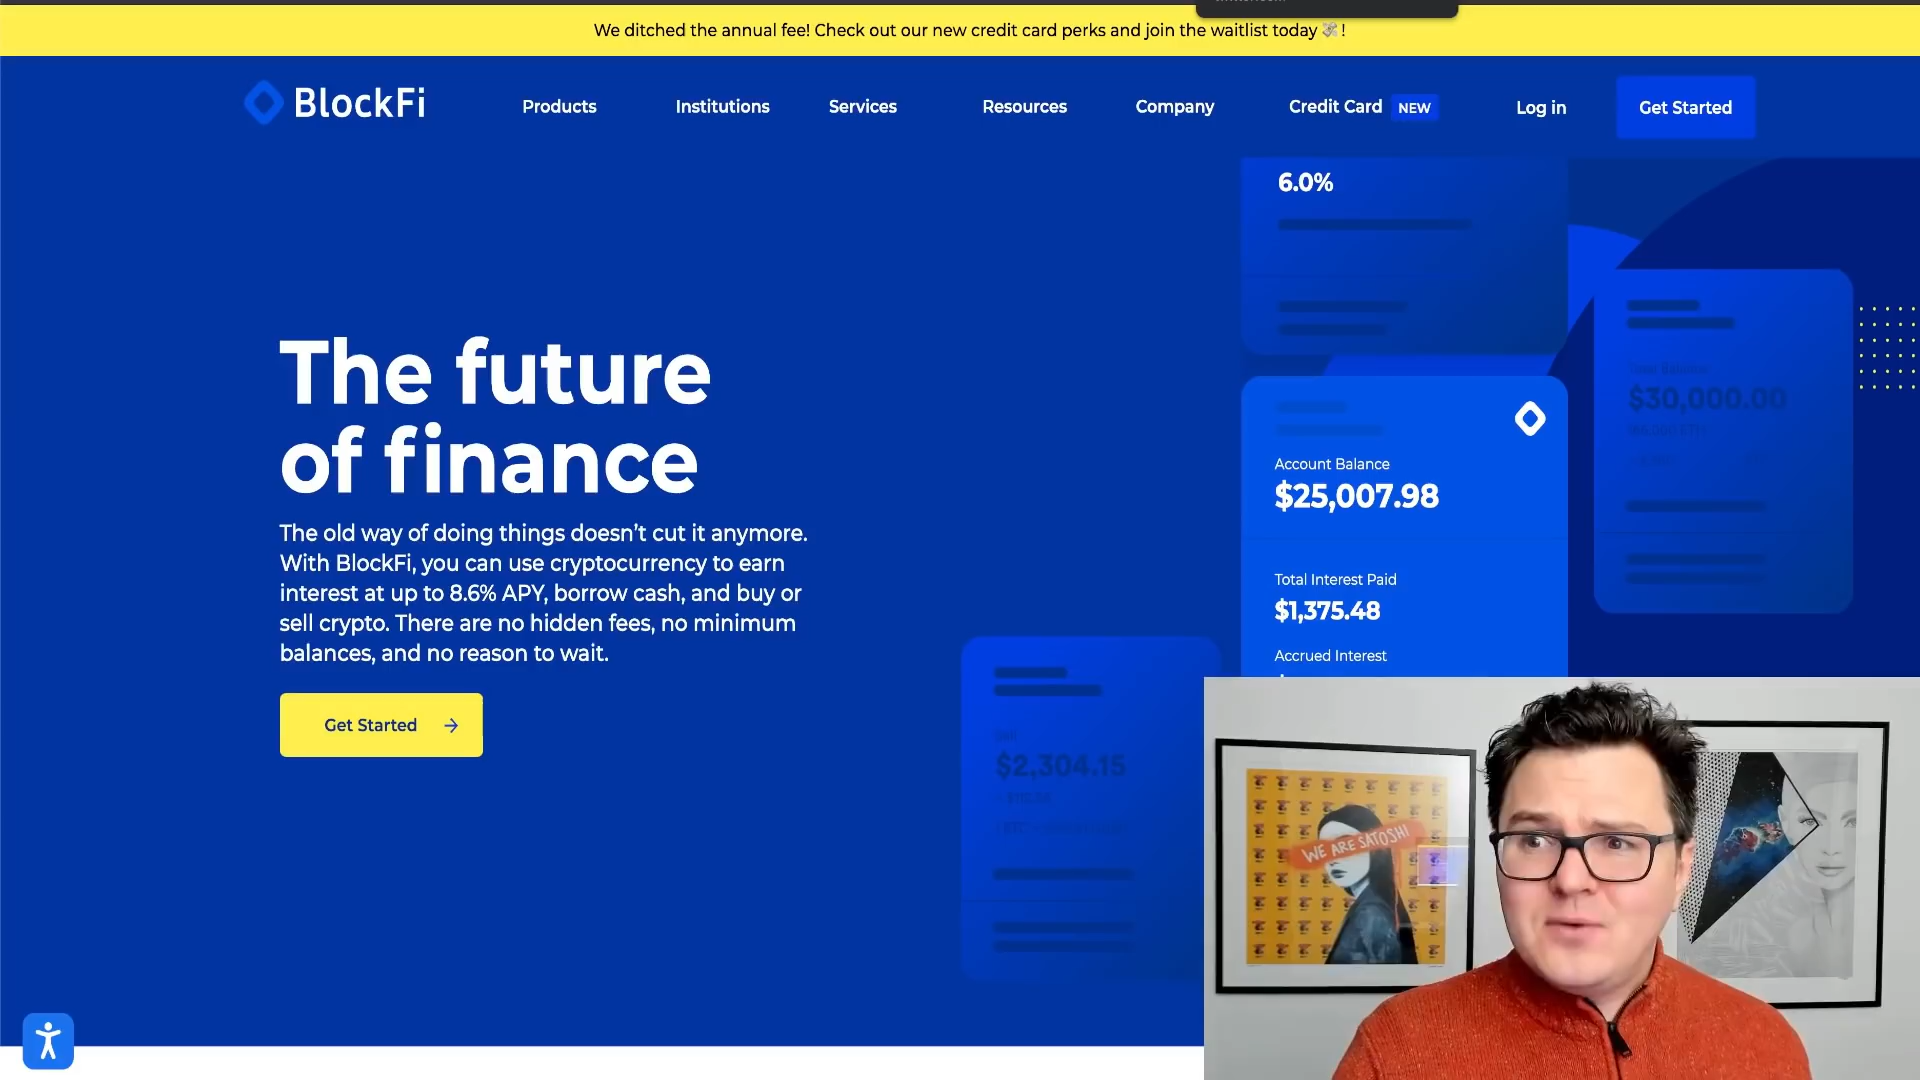 We ditched the annual fee! Check out our new credit card perks and join the waitlist today 💸!
BlockFi
Products
Institutions
Services
Resources
Company
Credit Card NEW
Log in
Get Started
6.0%
The future
of finance
The old way of doing things doesn’t cut it anymore.
With BlockFi, you can use cryptocurrency to earn
interest at up to 8.6% APY, borrow cash, and buy or
sell crypto. There are no hidden fees, no minimum
balances, and no reason to wait.
Get Started
Account Balance
$25,007.98
Total Interest Paid
$1,375.48
Accrued Interest
$30,000.00
$2,304.15
WE ARE SATOSHI